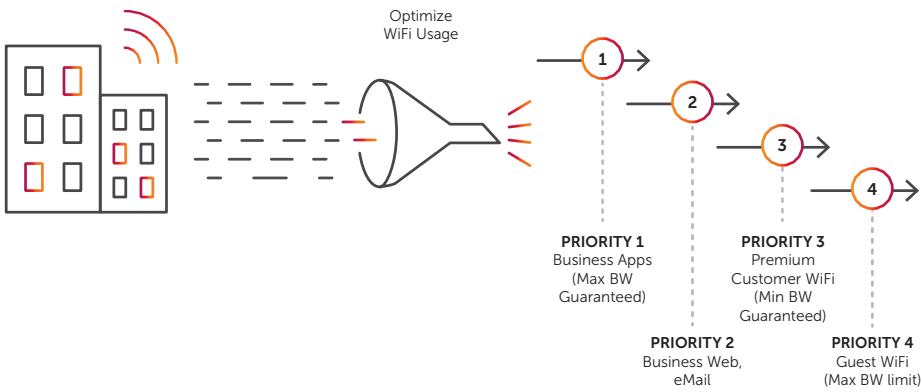 Optimize
WiFi Usage
1
2
3
4
PRIORITY 1
Business Apps
(Max BW
Guaranteed)
PRIORITY 2
Business Web,
eMail
PRIORITY 3
Premium
Customer WiFi
(Min BW
Guaranteed)
PRIORITY 4
Guest WiFi
(Max BW limit)